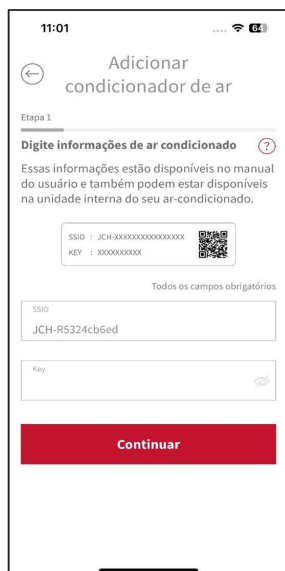 11:01
64
Adicionar
condicionador de ar
Etapa 1
Digite informações de ar condicionado
?
Essas informações estão disponíveis no manual
do usuário e também podem estar disponíveis
na unidade interna do seu ar-condicionado.
SSID : JCH-XXXXXXXXXXXXXXXX
KEY : XXXXXXXXXX
Todos os campos obrigatórios
SSID
JCH-R5324cb6ed
Key
Continuar